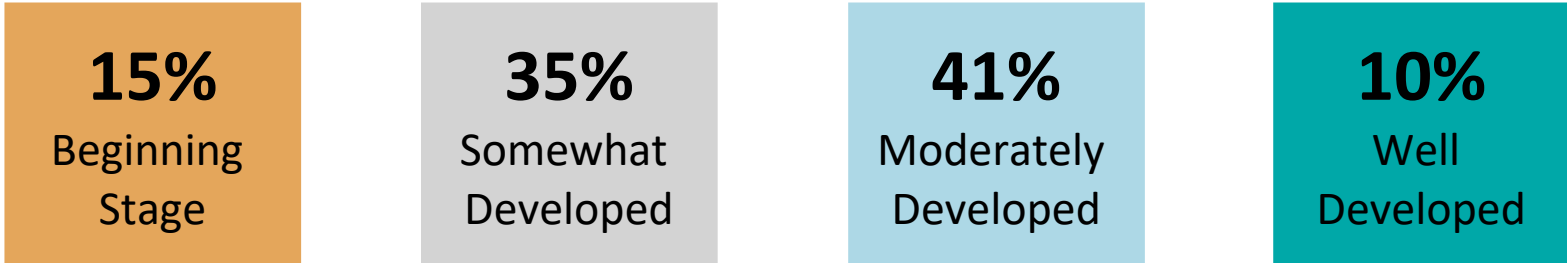 15%
Beginning
Stage
35%
Somewhat
Developed
41%
Moderately
Developed
10%
Well
Developed